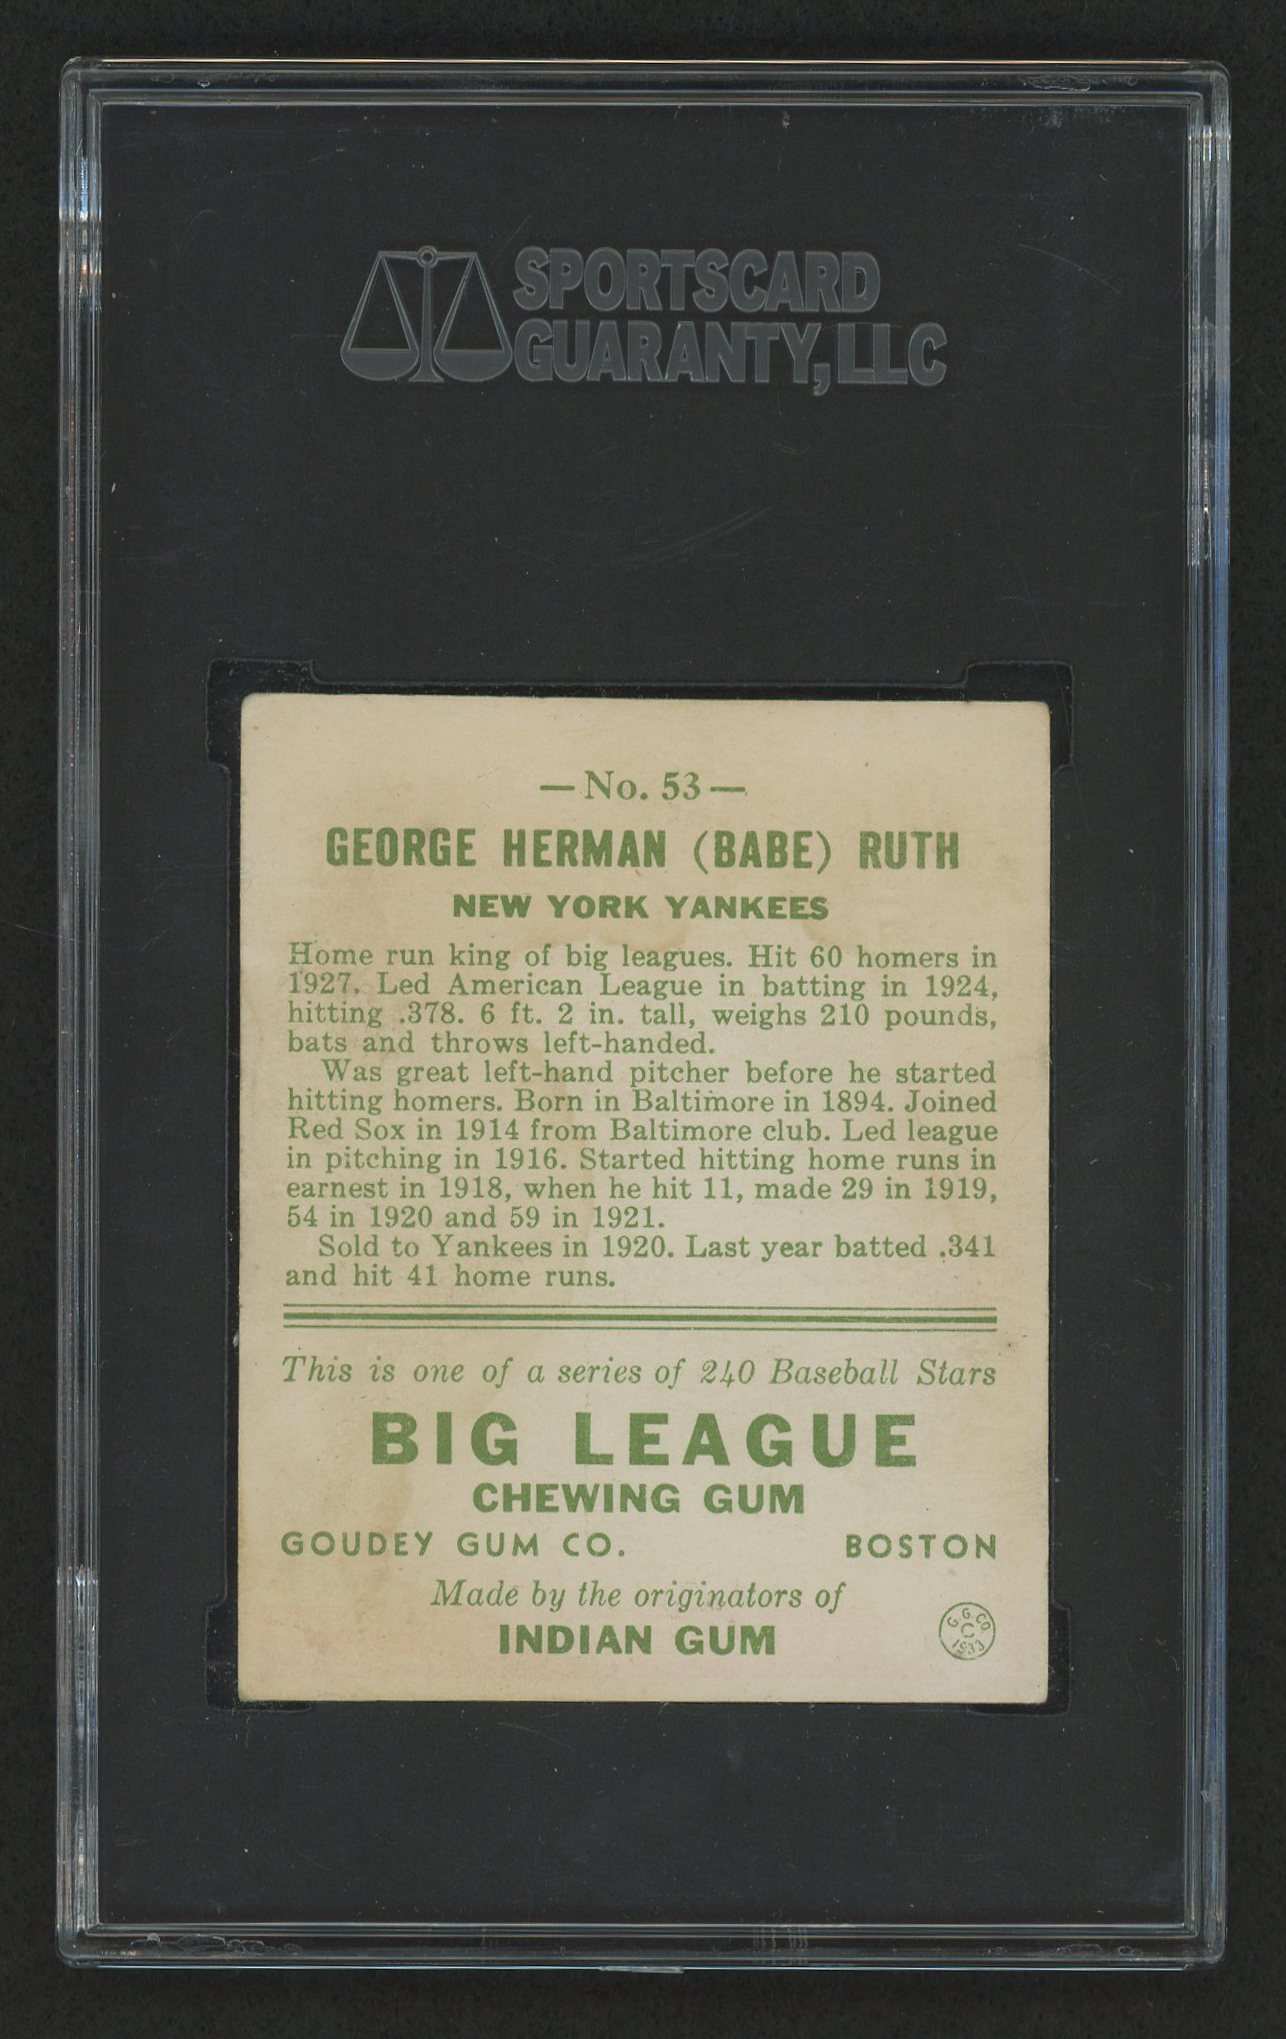 SPORTSCARD
GUARANTY, LLC
— No. 53 —
GEORGE HERMAN (BABE) RUTH
NEW YORK YANKEES
Home run king of big leagues. Hit 60 homers in
1927. Led American League in batting in 1924,
hitting .378. 6 ft. 2 in. tall, weighs 210 pounds,
bats and throws left-handed.
Was great left-hand pitcher before he started
hitting homers. Born in Baltimore in 1894. Joined
Red Sox in 1914 from Baltimore club. Led league
in pitching in 1916. Started hitting home runs in
earnest in 1918, when he hit 11, made 29 in 1919,
54 in 1920 and 59 in 1921.
Sold to Yankees in 1920. Last year batted .341
and hit 41 home runs.
This is one of a series of 240 Baseball Stars
BIG LEAGUE
CHEWING GUM
GOUDEY GUM CO. BOSTON
Made by the originators of
INDIAN GUM
G. G. CO.
C
1933